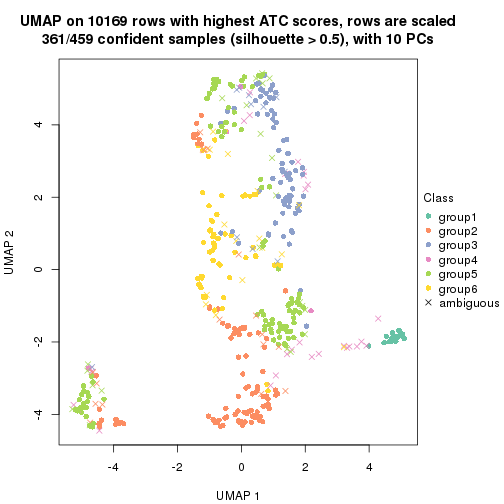 UMAP on 10169 rows with highest ATC scores, rows are scaled
361/459 confident samples (silhouette > 0.5), with 10 PCs
UMAP 2
4
2
0
-2
-4
-4
-2
0
2
4
UMAP 1
Class
group1
group2
group3
group4
group5
group6
ambiguous